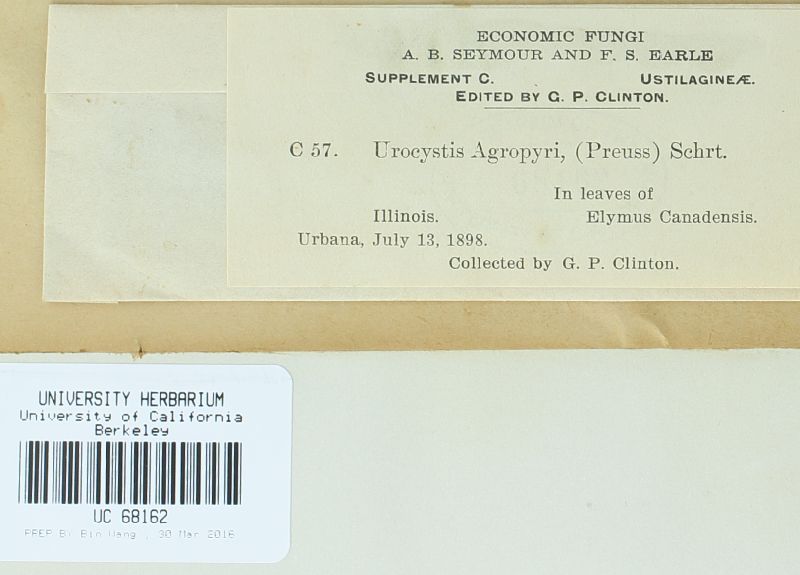 ECONOMIC FUNGI
A. B. SEYMOUR AND F. S. EARLE
SUPPLEMENT C. USTILAGINEÆ.
EDITED BY G. P. CLINTON.
C 57. Urocystis Agropyri, (Preuss) Schrt.
In leaves of
Illinois. Elymus Canadensis.
Urbana, July 13, 1898.
Collected by G. P. Clinton.
UNIVERSITY HERBARIUM
University of California
Berkeley
UC 68162
PREP BY Bin Wang , 30 Mar 2016